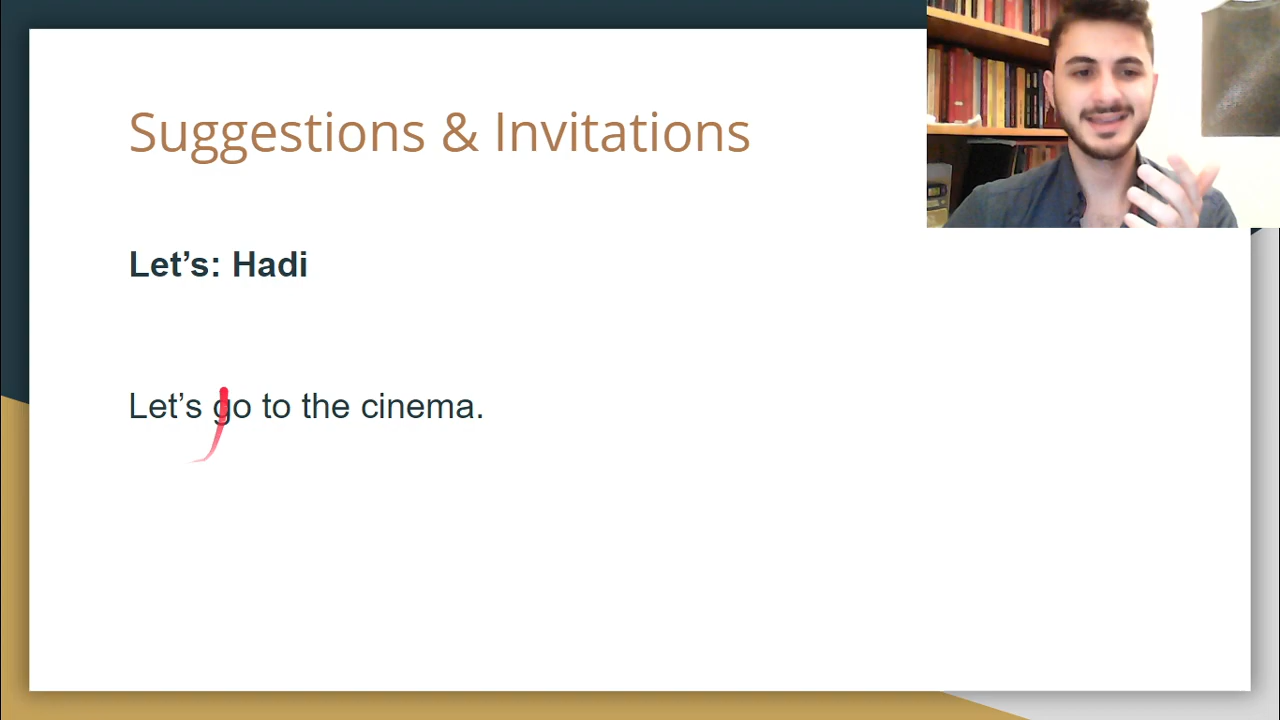 Suggestions & Invitations
Let’s: Hadi
Let’s go to the cinema.